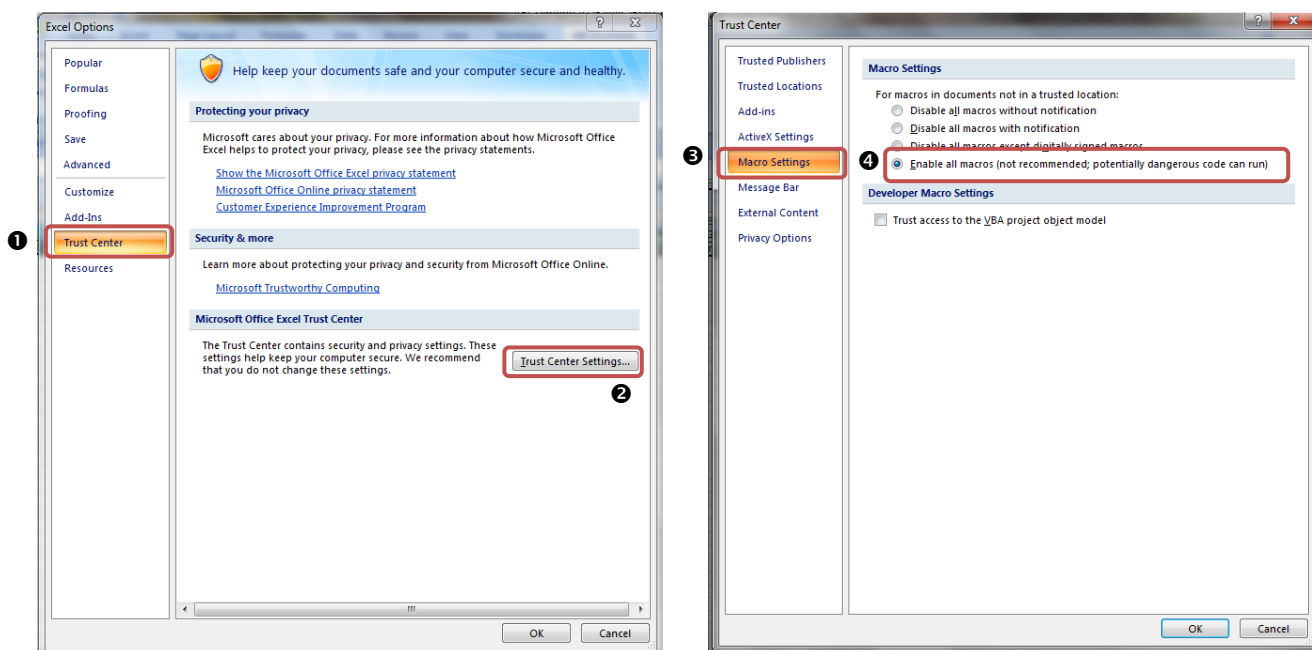 Excel Options
Popular
Formulas
Proofing
Save
Advanced
Customize
Add-Ins
❶
Trust Center
Resources
Help keep your documents safe and your computer secure and healthy.
Protecting your privacy
Microsoft cares about your privacy. For more information about how Microsoft Office
Excel helps to protect your privacy, please see the privacy statements.
Show the Microsoft Office Excel privacy statement
Microsoft Office Online privacy statement
Customer Experience Improvement Program
Security & more
Learn more about protecting your privacy and security from Microsoft Office Online.
Microsoft Trustworthy Computing
Microsoft Office Excel Trust Center
The Trust Center contains security and privacy settings. These
settings help keep your computer secure. We recommend
that you do not change these settings.
Trust Center Settings...
❷
OK
Cancel
Trust Center
Trusted Publishers
Trusted Locations
Add-ins
ActiveX Settings
❸
Macro Settings
Message Bar
External Content
Privacy Options
Macro Settings
For macros in documents not in a trusted location:
Disable all macros without notification
Disable all macros with notification
Disable all macros except digitally signed macros
❹
Enable all macros (not recommended; potentially dangerous code can run)
Developer Macro Settings
Trust access to the VBA project object model
OK
Cancel